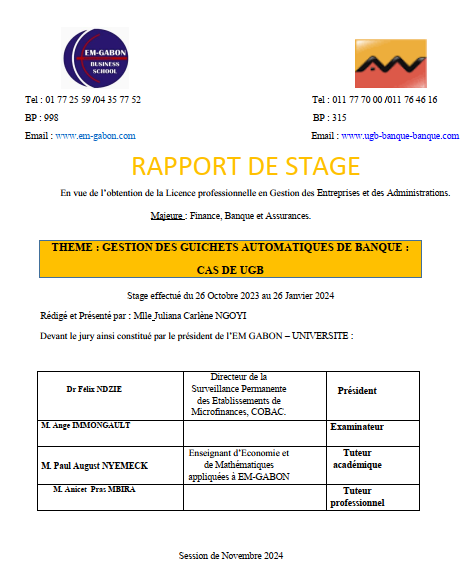 EM-GABON
BUSINESS
SCHOOL
Tel : 01 77 25 59 /04 35 77 52
Tel : 011 77 70 00 /011 76 46 16
BP : 998
BP : 315
Email : www.em-gabon.com
Email : www.ugb-banque-banque.com
RAPPORT DE STAGE
En vue de l'obtention de la Licence professionnelle en Gestion des Entreprises et des Administrations.
Majeure : Finance, Banque et Assurances.
THEME : GESTION DES GUICHETS AUTOMATIQUES DE BANQUE :
CAS DE UGB
Stage effectué du 26 Octobre 2023 au 26 Janvier 2024
Rédigé et Présenté par : Mlle Juliana Carlène NGOYI
Devant le jury ainsi constitué par le président de l'EM GABON – UNIVERSITE :
Dr Félix NDZIE
Directeur de la
Surveillance Permanente
des Etablissements de
Microfinances, COBAC.
Président
M. Ange IMMONGAULT
Examinateur
M. Paul August NYEMECK
Enseignant d'Economie et
de Mathématiques
appliquées à EM-GABON
Tuteur
académique
M. Anicet Pras MBIRA
Tuteur
professionnel
Session de Novembre 2024